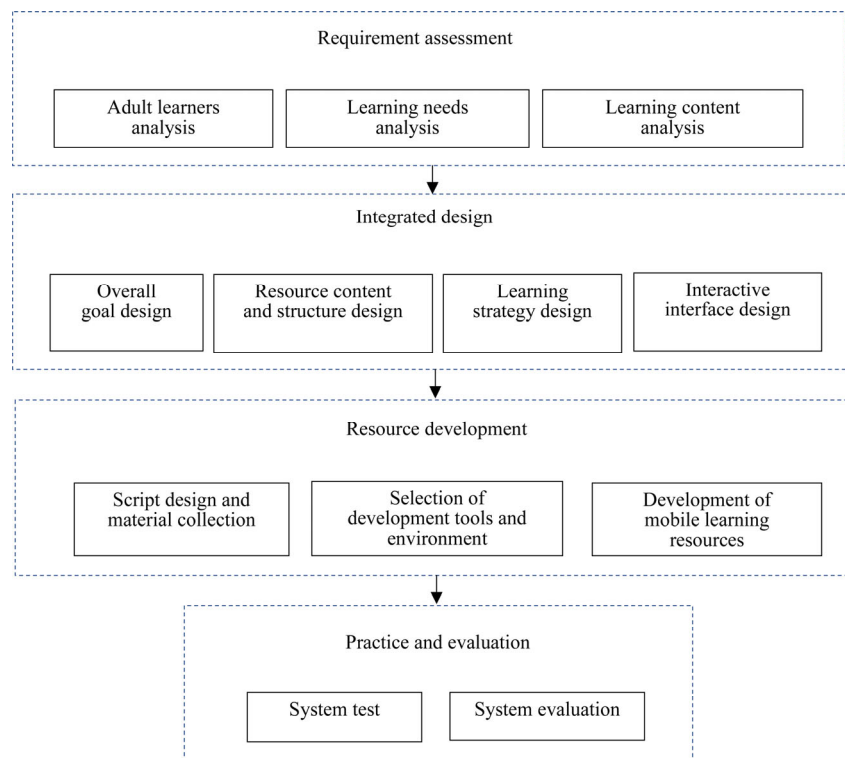 Requirement assessment
Adult learners
analysis
Learning needs
analysis
Learning content
analysis
Integrated design
Overall
goal design
Resource content
and structure design
Learning
strategy design
Interactive
interface design
Resource development
Script design and
material collection
Selection of
development tools and
environment
Development of
mobile learning
resources
Practice and evaluation
System test
System evaluation